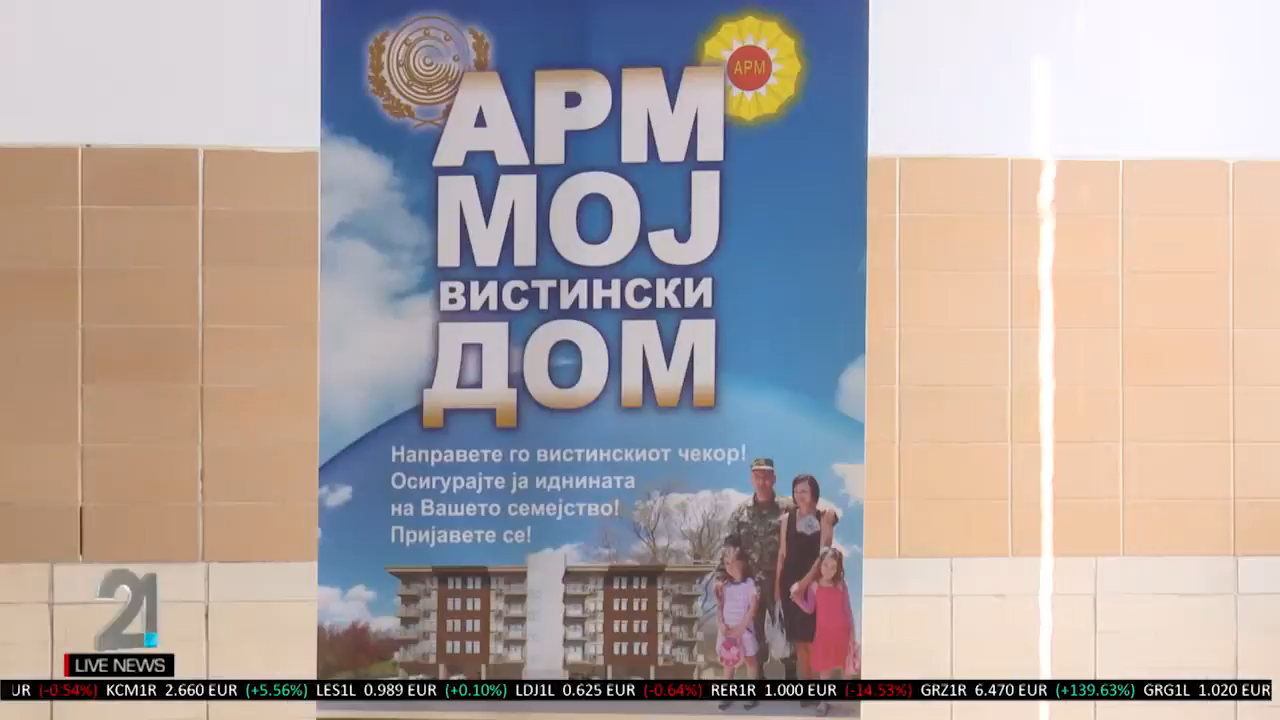 АРМ
АРМ
МОЈ
ВИСТИНСКИ
ДОМ
Направете го вистинскиот чекор!
Осигурајте ја иднината
на Вашето семејство!
Пријавете се!
21
LIVE NEWS
UR (-0.54%) KCM1R 2.660 EUR (+5.56%) LES1L 0.989 EUR (+0.10%) LDJ1L 0.625 EUR (-0.64%) RER1R 1.000 EUR (-14.53%) GRZ1R 6.470 EUR (+139.63%) GRG1L 1.020 EUR